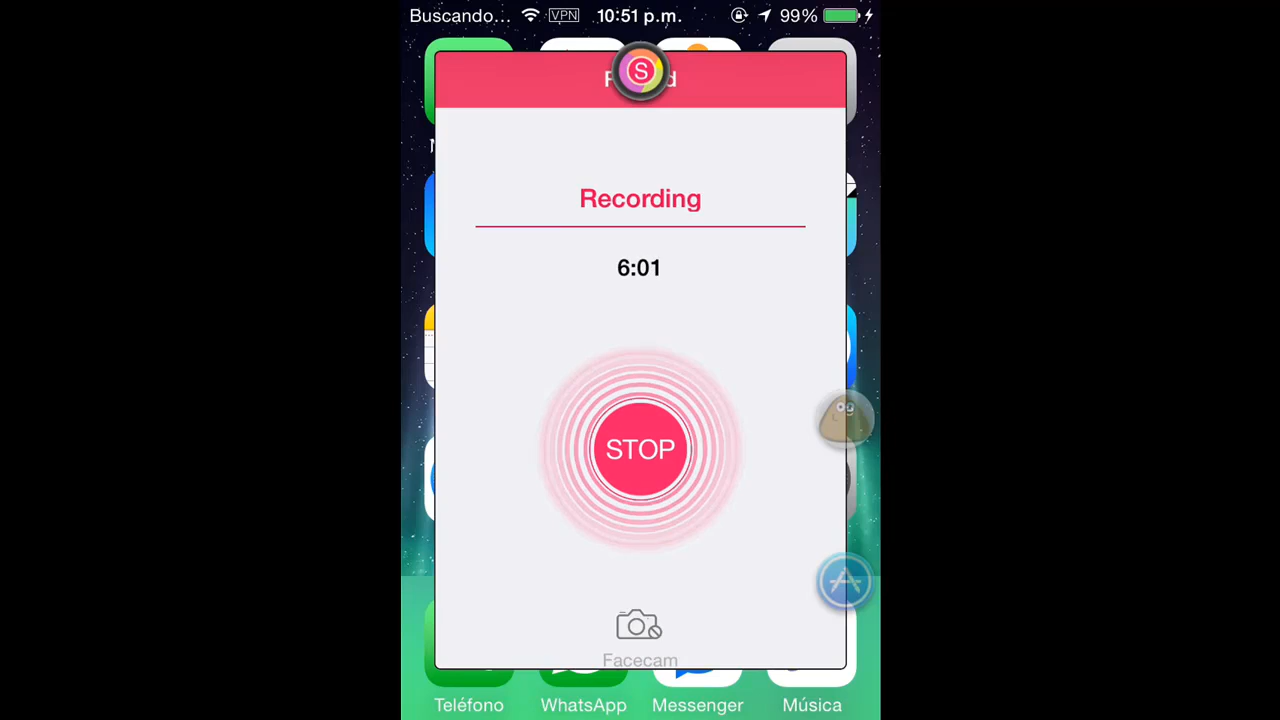 Buscando... VPN 10:51 p.m. 99%
S
Recording
6:01
STOP
Facecam
Teléfono WhatsApp Messenger Música